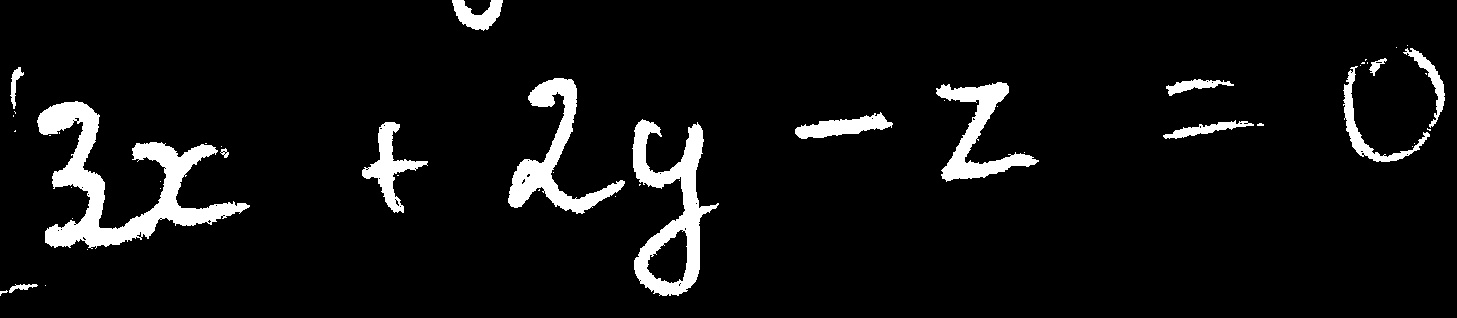 3x + 2y - z = 0